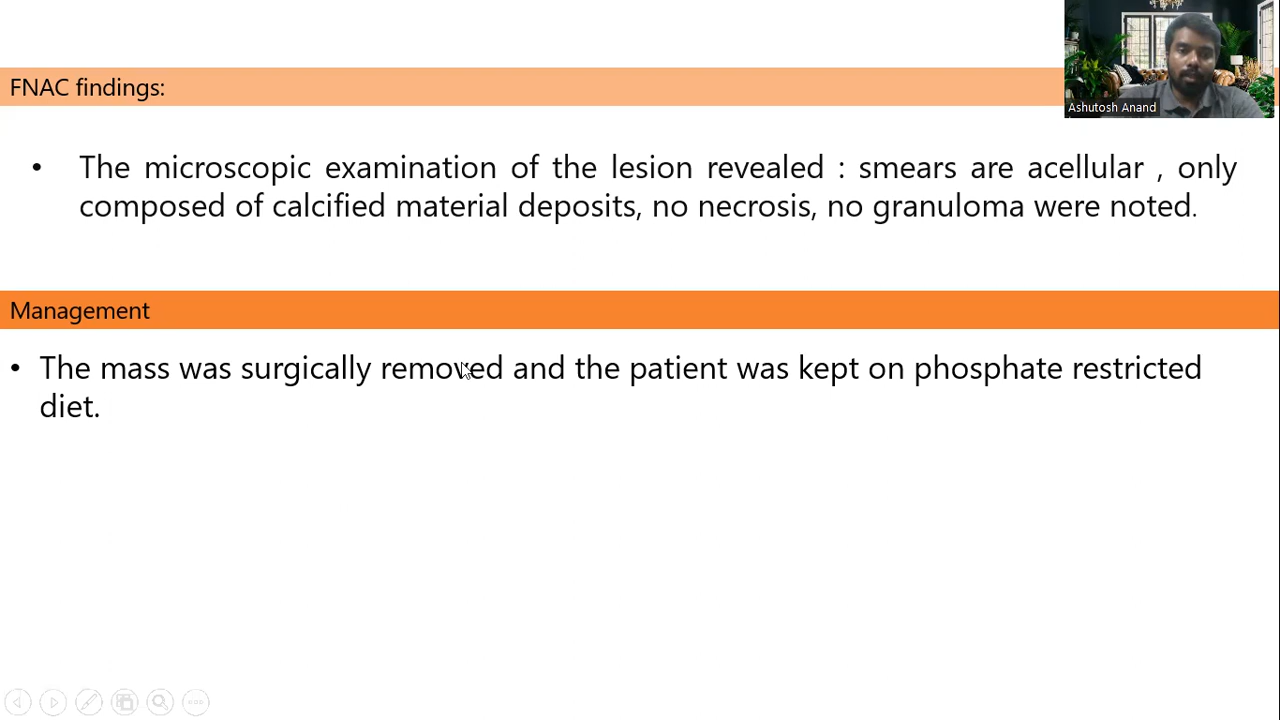 FNAC findings:
Ashutosh Anand
• The microscopic examination of the lesion revealed : smears are acellular , only
composed of calcified material deposits, no necrosis, no granuloma were noted.
Management
• The mass was surgically removed and the patient was kept on phosphate restricted
diet.